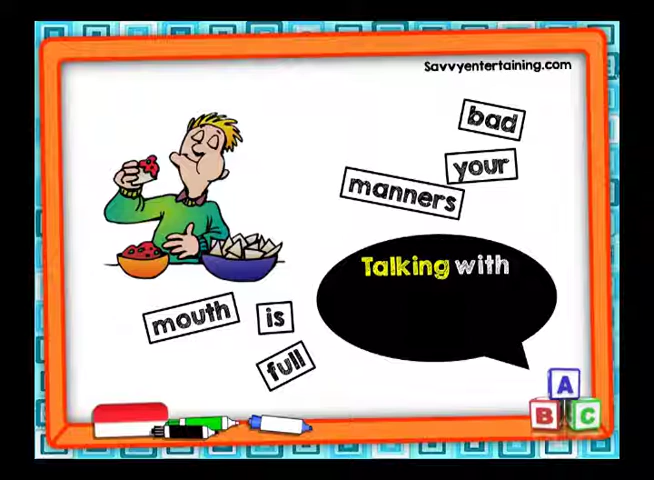 Savvyentertaining.com
bad
your
manners
Talking with
mouth
is
full
A
B C